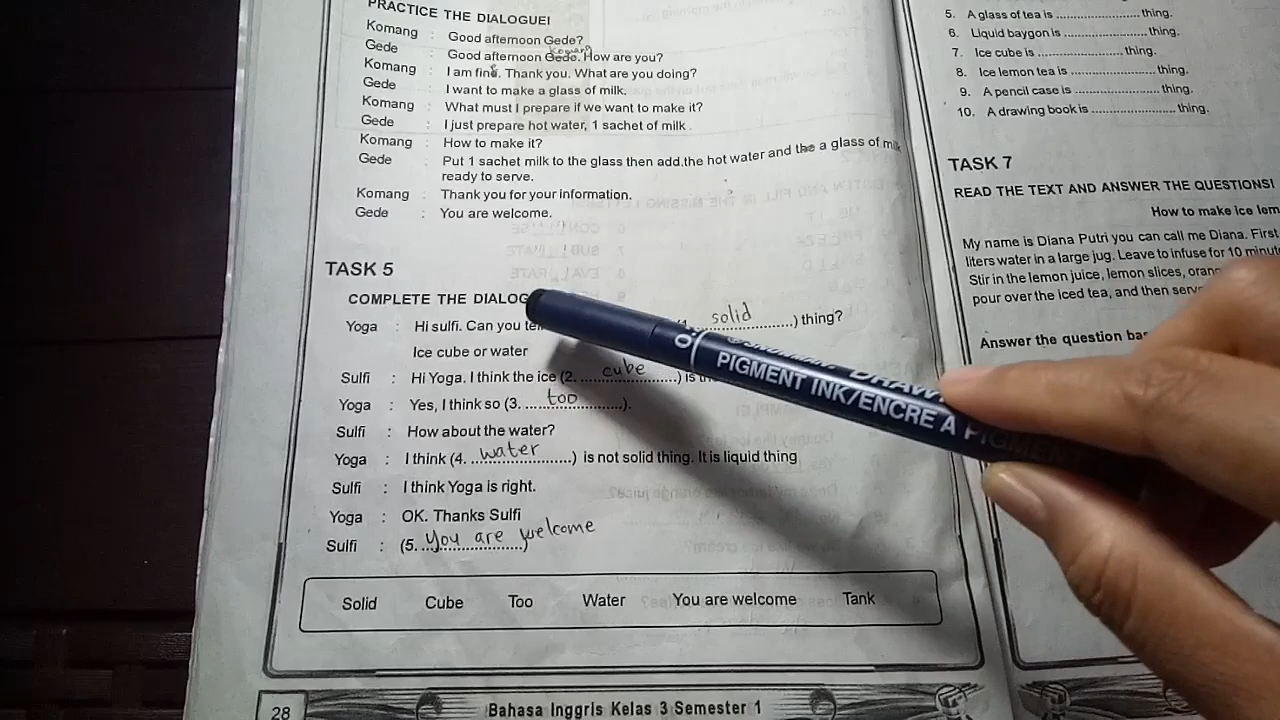 PRACTICE THE DIALOGUE!
Komang : Good afternoon Gede?
Gede : Good afternoon Gede. Komang How are you?
Komang : I am fine. Thank you. What are you doing?
Gede : I want to make a glass of milk.
Komang : What must I prepare if we want to make it?
Gede : I just prepare hot water, 1 sachet of milk.
Komang : How to make it?
Gede : Put 1 sachet milk to the glass then add.the hot water and the a glass of milk
ready to serve.
Komang : Thank you for your information.
Gede : You are welcome.
TASK 5
COMPLETE THE
Yoga : Hi sulfi. Can you solid ..............) thing?
Ice cube or water
Sulfi : Hi Yoga. I think the ice (2. cube ..............) is
Yoga : Yes, I think so (3. too ..............).
Sulfi : How about the water?
Yoga : I think (4. water ..............) is not solid thing. It is liquid thing
Sulfi : I think Yoga is right.
Yoga : OK. Thanks Sulfi
Sulfi : (5. You are welcome ..............)
Solid Cube Too Water You are welcome Tank
28 Bahasa Inggris Kelas 3 Semester 1
5. A glass of tea is ........................ thing.
6. Liquid baygon is ........................ thing.
7. Ice cube is ........................ thing.
8. Ice lemon tea is ........................ thing.
9. A pencil case is ........................ thing.
10. A drawing book is ........................ thing.
TASK 7
READ THE TEXT AND ANSWER THE QUESTIONS!
How to make ice lem
My name is Diana Putri you can call me Diana. First
liters water in a large jug. Leave to infuse for 10 minut
Stir in the lemon juice, lemon slices,
pour over the iced tea, and then
Answer the question
PIGMENT INK/ENCRE A PIGMENT